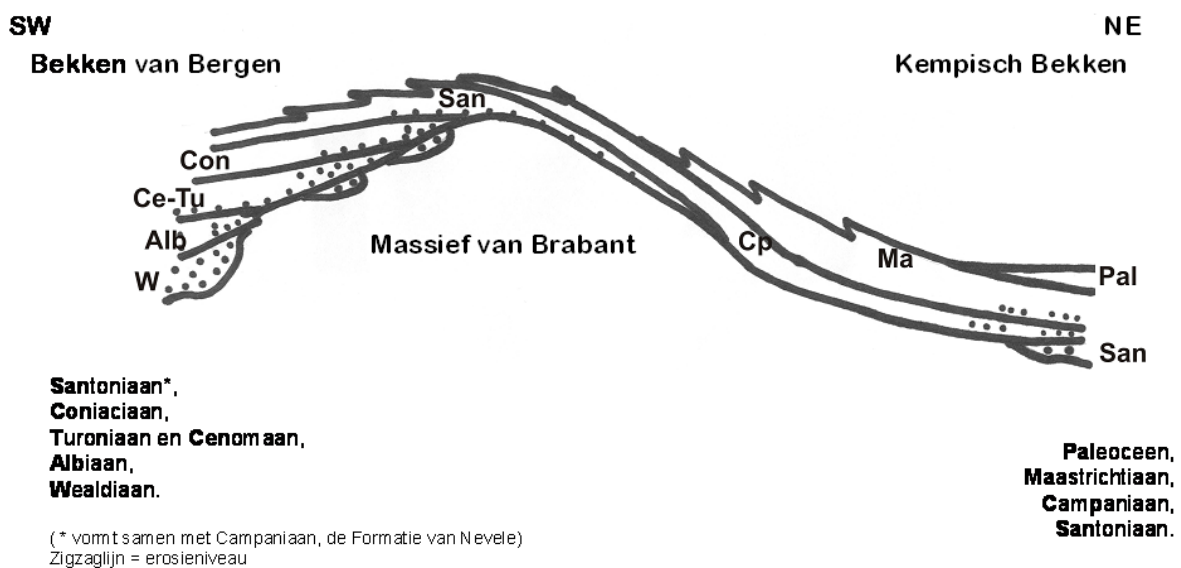 SW
NE
Bekken van Bergen
Kempisch Bekken
San
Con
Ce-Tu
Alb
W
Massief van Brabant
Cp
Ma
Pal
San
Santoniaan*,
Coniaciaan,
Turoniaan en Cenomaan,
Albiaan,
Wealdiaan.
Paleoceen,
Maastrichtiaan,
Campaniaan,
Santoniaan.
(* vormt samen met Campaniaan, de Formatie van Nevele)
Zigzaglijn = erosieniveau